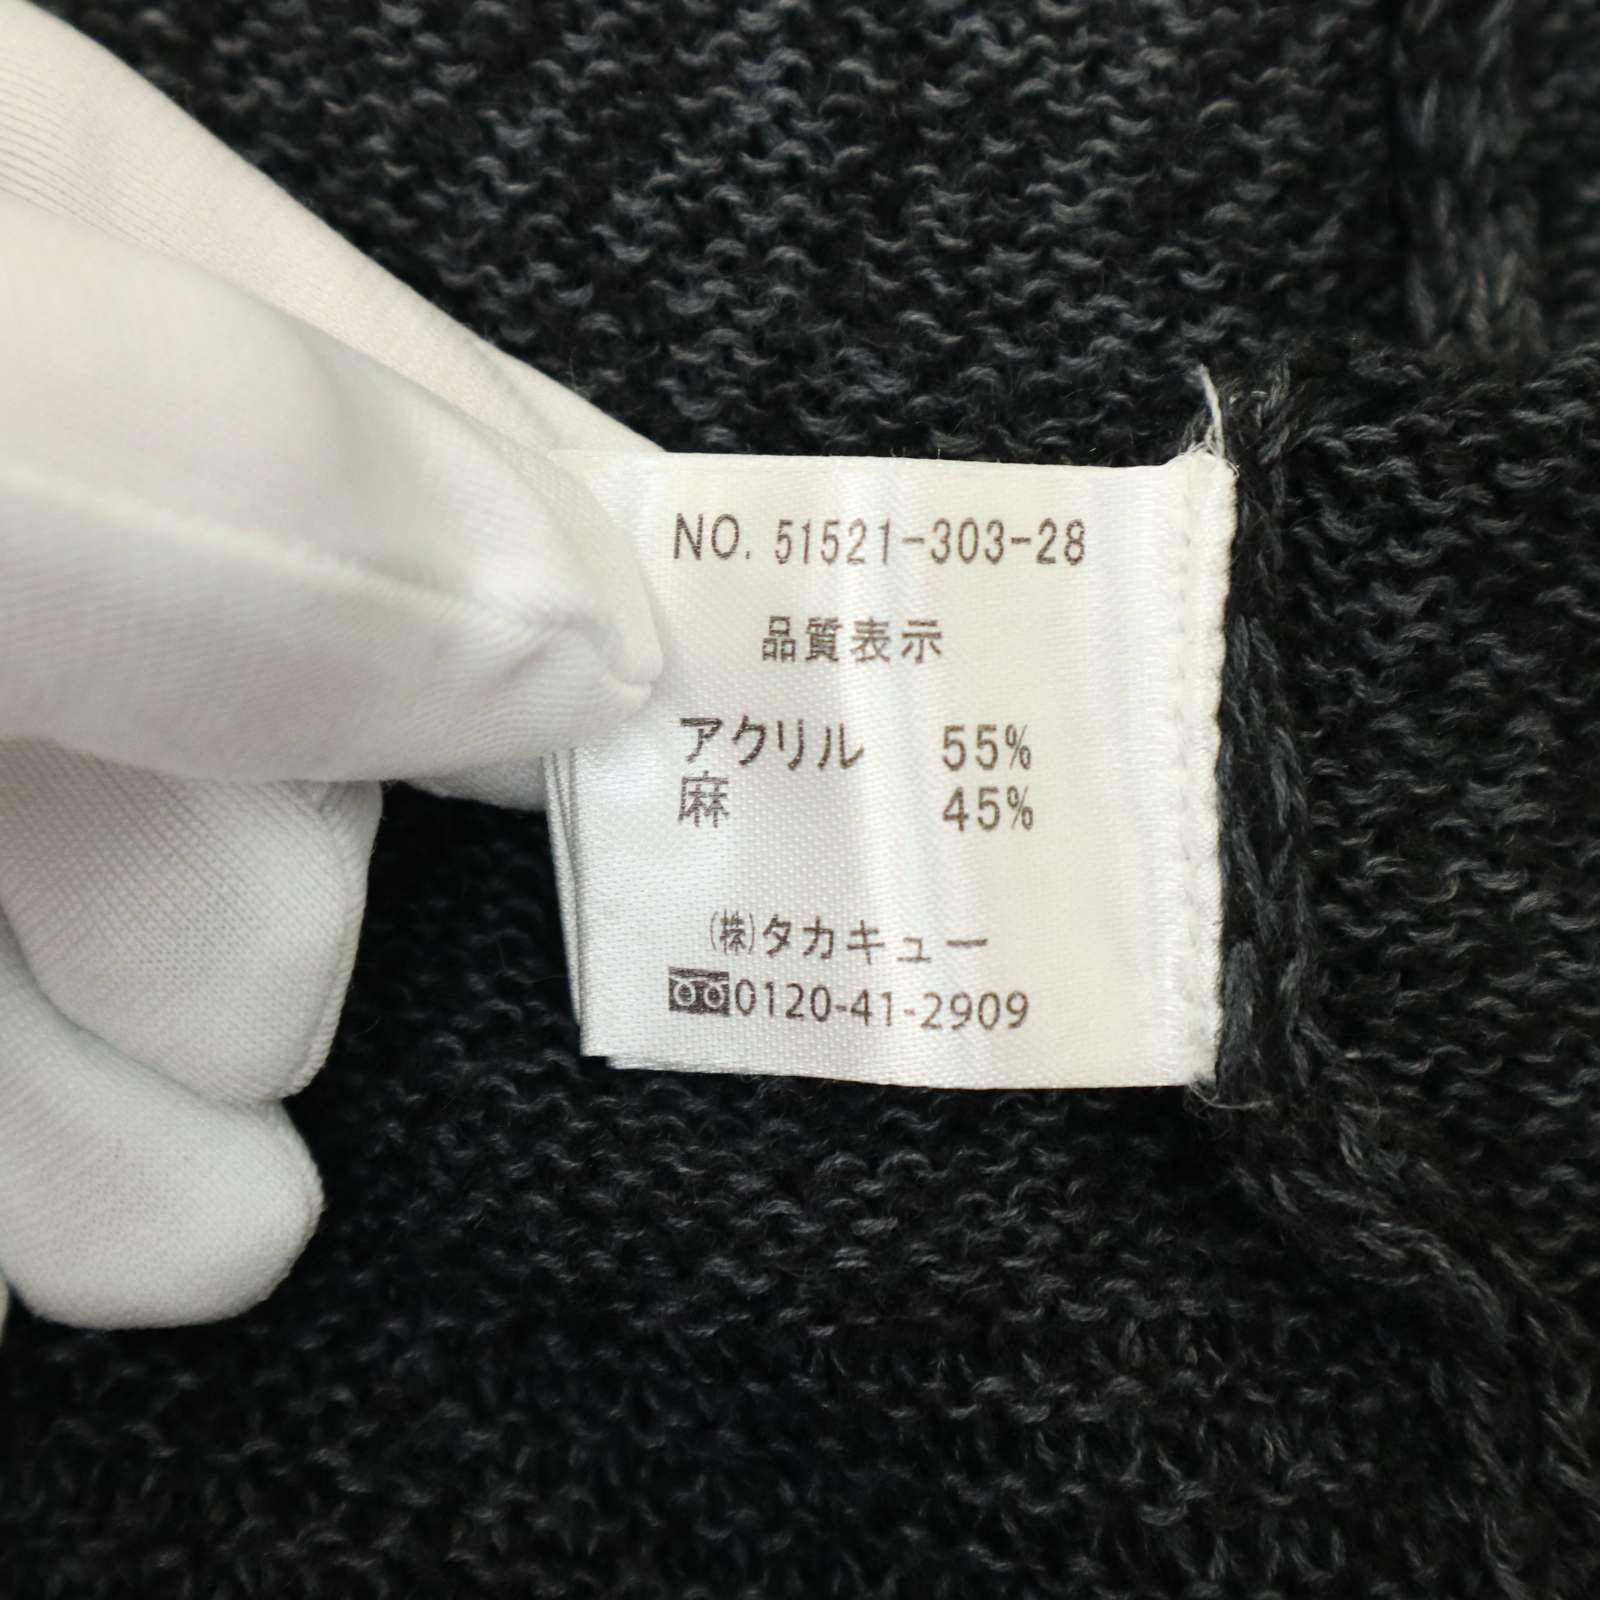 NO. 51521-303-28
品質表示
アクリル 55%
麻 45%
(株)タカキュー
0120-41-2909